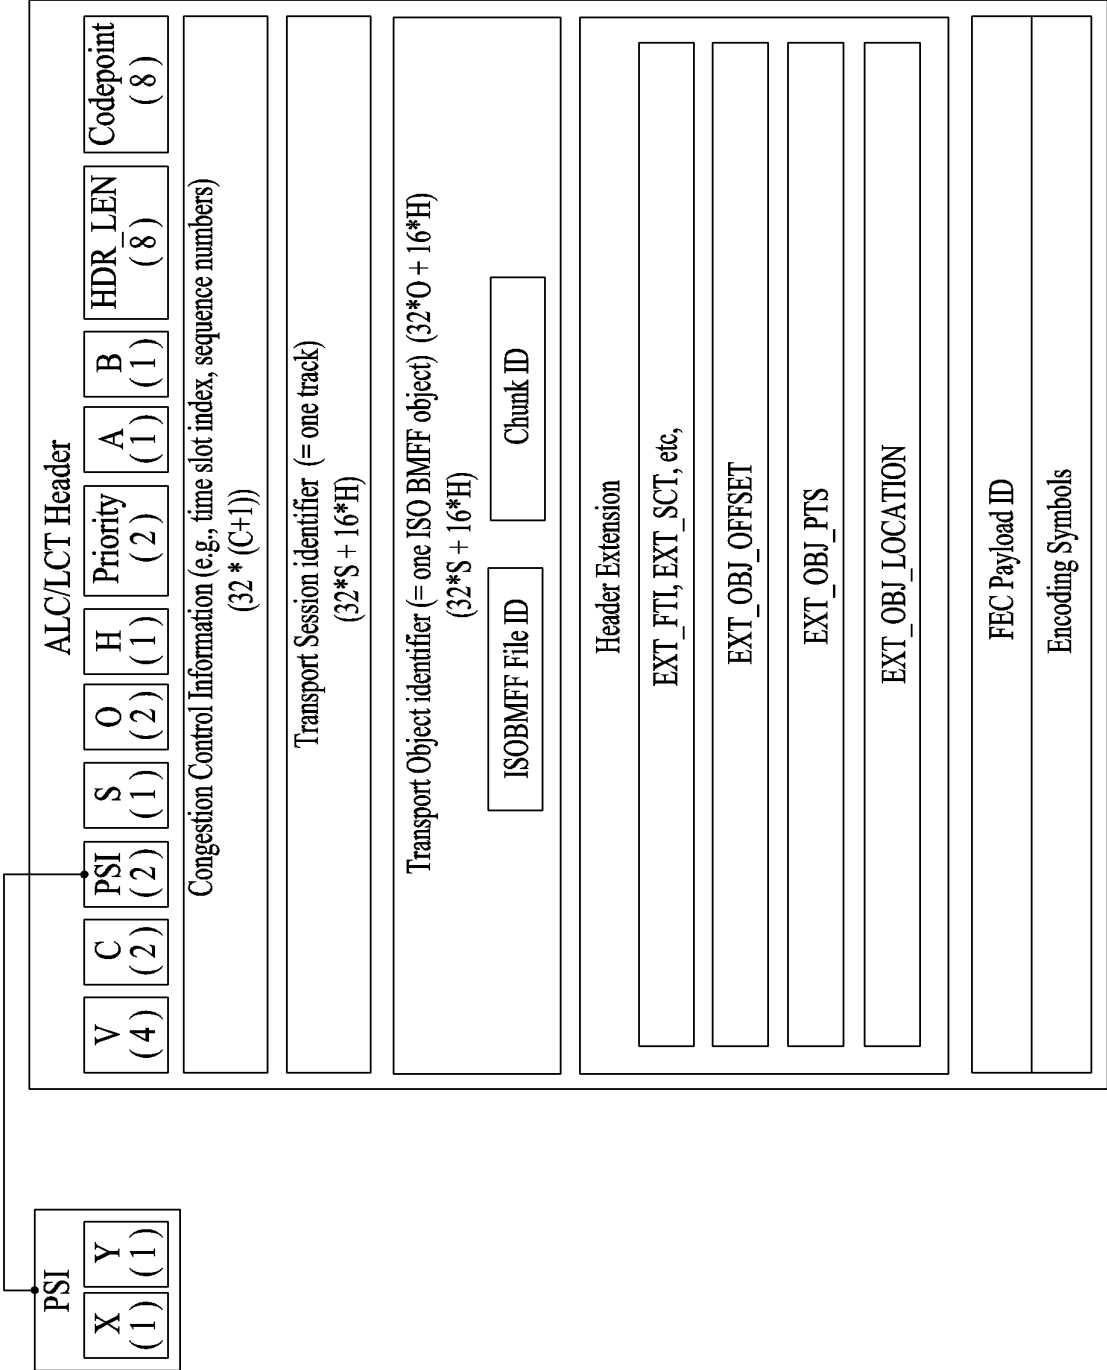 PSI
X
(1)
Y
(1)
ALC/LCT Header
V
(4)
C
(2)
PSI
(2)
S
(1)
O
(2)
H
(1)
Priority
(2)
A
(1)
B
(1)
HDR_LEN
(8)
Codepoint
(8)
Congestion Control Information (e.g., time slot index, sequence numbers)
(32 * (C+1))
Transport Session identifier (= one track)
(32*S + 16*H)
Transport Object identifier (= one ISO BMFF object) (32*O + 16*H)
(32*S + 16*H)
ISOBMFF File ID
Chunk ID
Header Extension
EXT_FTI, EXT_SCT, etc,
EXT_OBJ_OFFSET
EXT_OBJ_PTS
EXT_OBJ_LOCATION
FEC Payload ID
Encoding Symbols